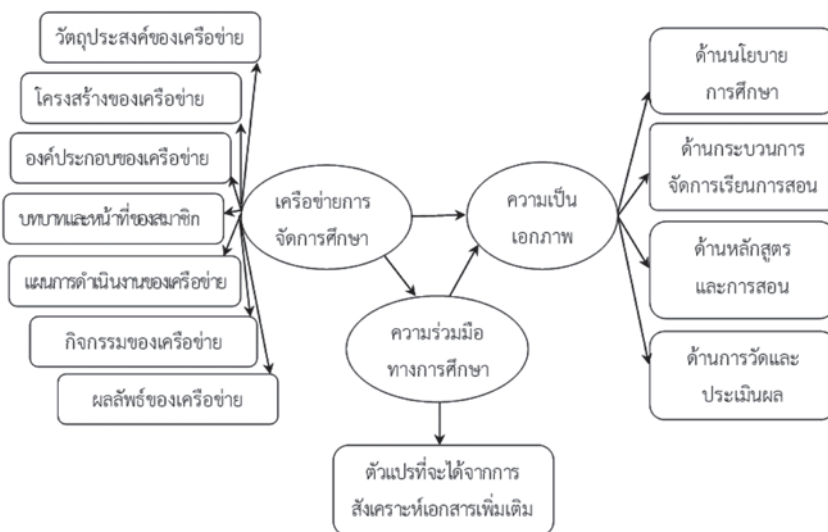 วัตถุประสงค์ของเครือข่าย
โครงสร้างของเครือข่าย
องค์ประกอบของเครือข่าย
บทบาทและหน้าที่ของสมาชิก
แผนการดำเนินงานของเครือข่าย
กิจกรรมของเครือข่าย
ผลลัพธ์ของเครือข่าย
เครือข่ายการ
จัดการศึกษา
ความร่วมมือ
ทางการศึกษา
ตัวแปรที่จะได้จากการ
สังเคราะห์เอกสารเพิ่มเติม
ความเป็น
เอกภาพ
ด้านนโยบาย
การศึกษา
ด้านกระบวนการ
จัดการเรียนการสอน
ด้านหลักสูตร
และการสอน
ด้านการวัดและ
ประเมินผล